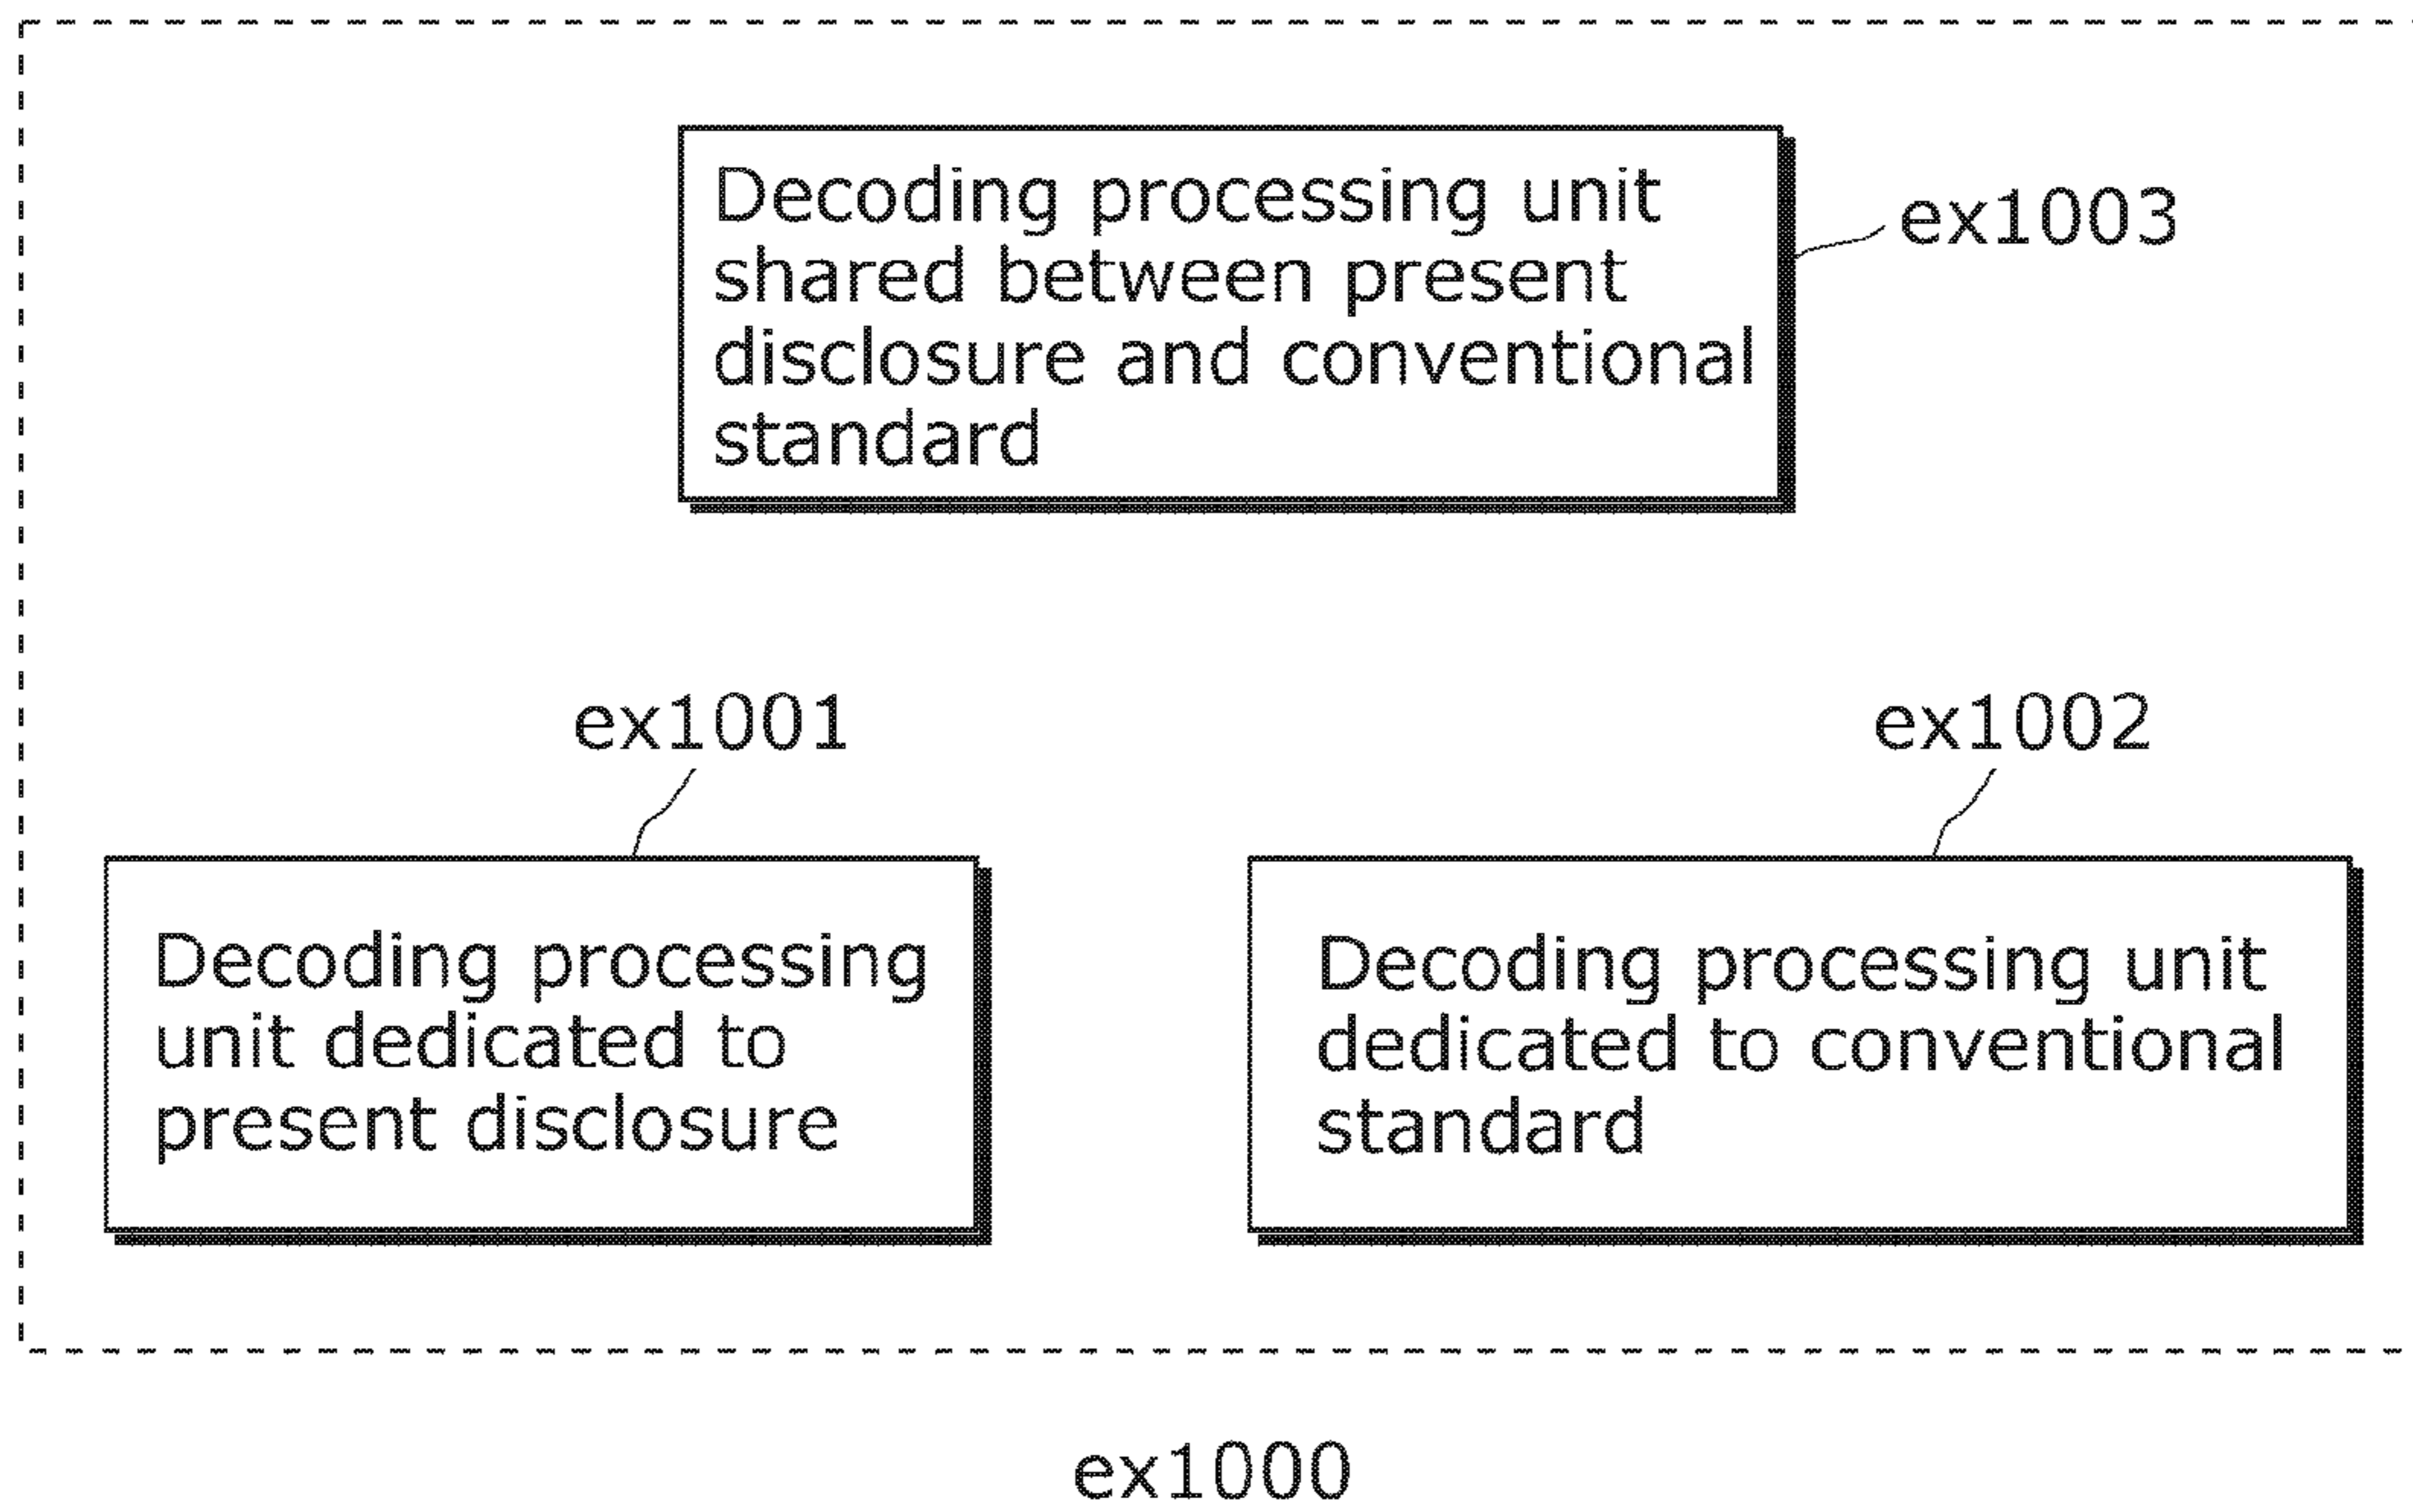 Decoding processing unit
shared between present
disclosure and conventional
standard
ex1003
ex1001
ex1002
Decoding processing
unit dedicated to
present disclosure
Decoding processing unit
dedicated to conventional
standard
ex1000